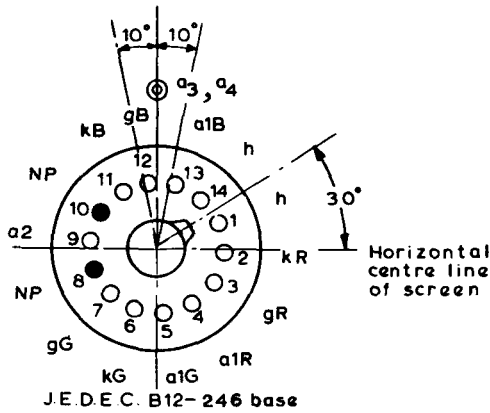 10° 10°
a3, a4
gB
kB a1B
h
NP 12 13
11 14
10 1 h 30°
a2 9 2 kR
Horizontal
centre line
of screen
8 3
NP 7 4 gR
6 5
gG a1R
kG a1G
J.E.D.E.C. B12-246 base